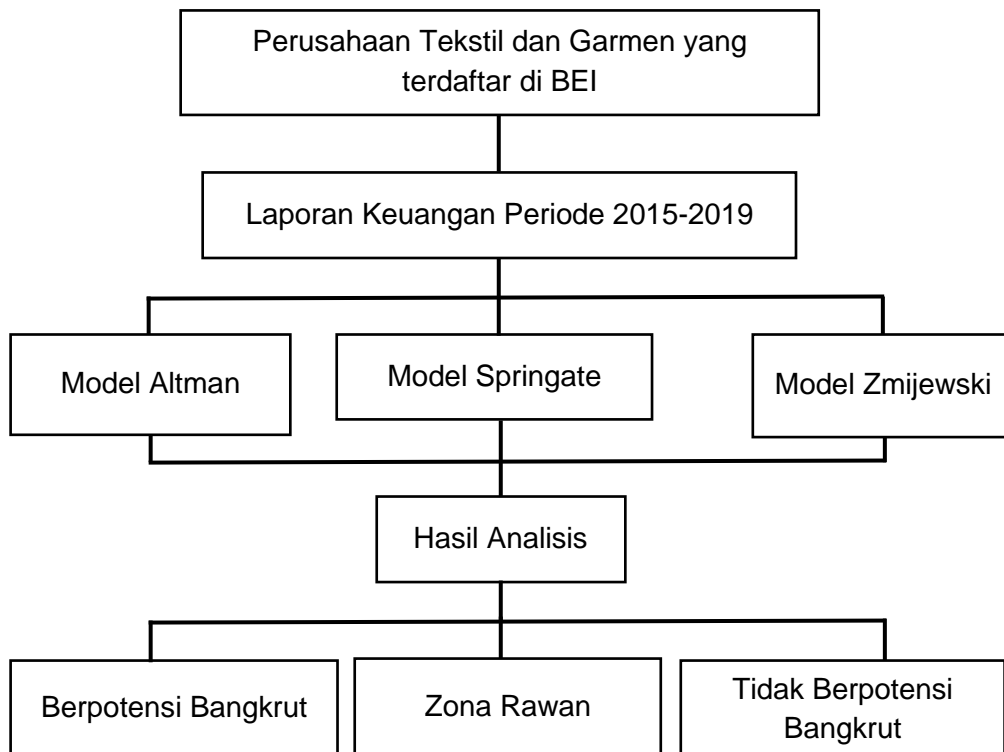 Perusahaan Tekstil dan Garmen yang
terdaftar di BEI
Laporan Keuangan Periode 2015-2019
Model Altman
Model Springate
Model Zmijewski
Hasil Analisis
Berpotensi Bangkrut
Zona Rawan
Tidak Berpotensi
Bangkrut